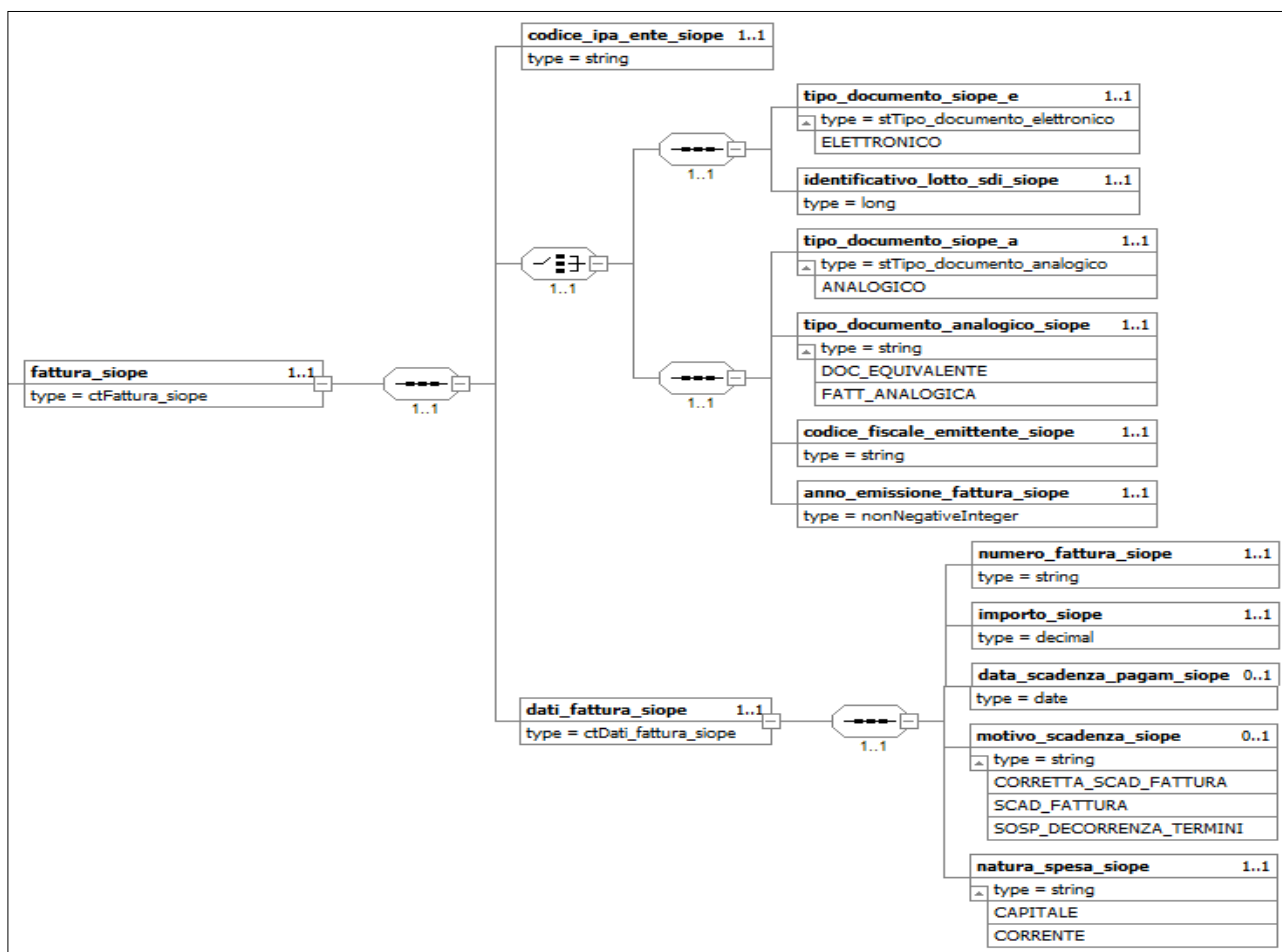 codice_ipa_ente_siope 1..1
type = string
tipo_documento_siope_e 1..1
type = stTipo_documento_elettronico
ELETTRONICO
1..1
identificativo_lotto_sdi_siope 1..1
type = long
tipo_documento_siope_a 1..1
type = stTipo_documento_analogico
ANALOGICO
1..1
tipo_documento_analogico_siope 1..1
type = string
DOC_EQUIVALENTE
FATT_ANALOGICA
1..1
fattura_siope 1..1
type = ctFattura_siope
1..1
codice_fiscale_emittente_siope 1..1
type = string
anno_emissione_fattura_siope 1..1
type = nonNegativeInteger
numero_fattura_siope 1..1
type = string
importo_siope 1..1
type = decimal
data_scadenza_pagam_siope 0..1
type = date
dati_fattura_siope 1..1
type = ctDati_fattura_siope
1..1
motivo_scadenza_siope 0..1
type = string
CORRETTA_SCAD_FATTURA
SCAD_FATTURA
SOSP_DECORRENZA_TERMINI
natura_spesa_siope 1..1
type = string
CAPITALE
CORRENTE